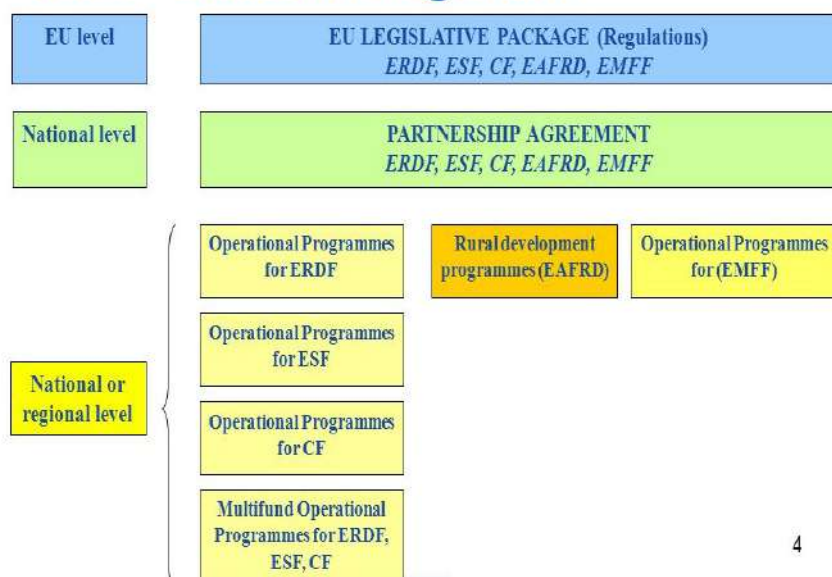 EU level
EU LEGISLATIVE PACKAGE (Regulations)
ERDF, ESF, CF, EAFRD, EMFF
National level
PARTNERSHIP AGREEMENT
ERDF, ESF, CF, EAFRD, EMFF
Operational Programmes
for ERDF
Rural development
programmes (EAFRD)
Operational Programmes
for (EMFF)
Operational Programmes
for ESF
National or
regional level
Operational Programmes
for CF
Multifund Operational
Programmes for ERDF,
ESF, CF
4